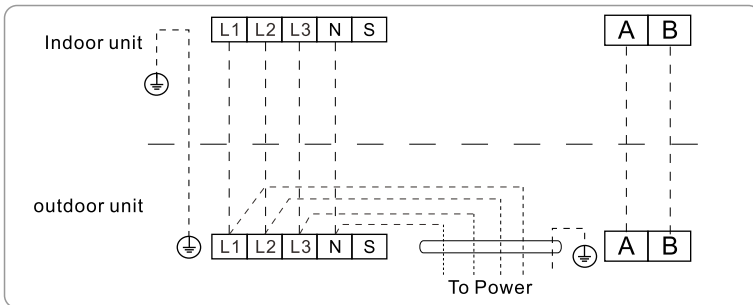 Indoor unit
L1 L2 L3 N S
A B
outdoor unit
L1 L2 L3 N S
A B
To Power